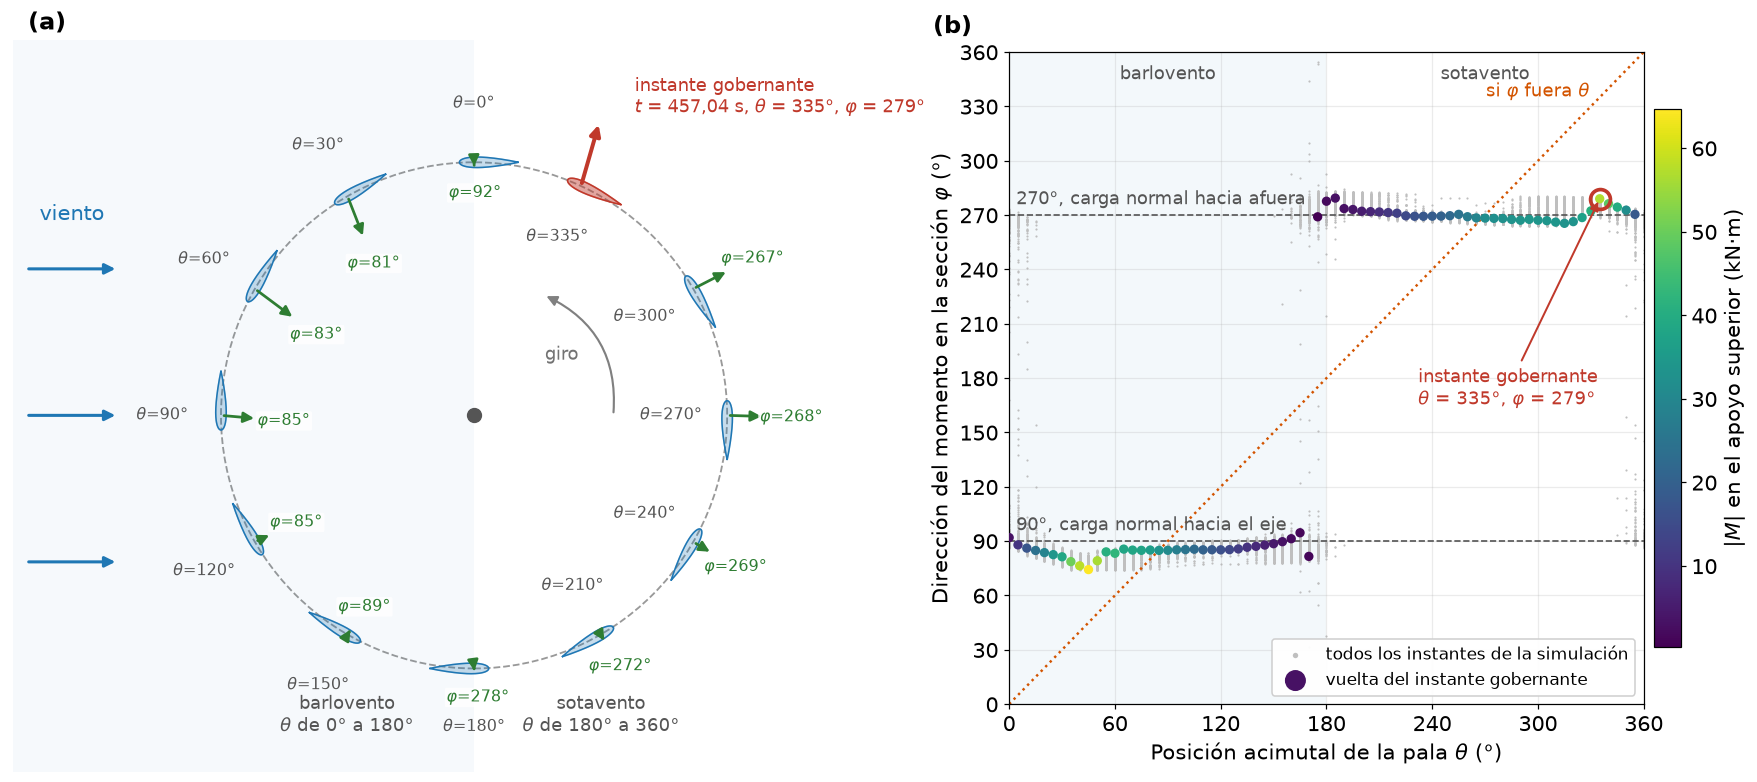 (a)
instante gobernante
t = 457,04 s, θ = 335°, φ = 279°
θ=0°
θ=30°
φ=92°
viento
θ=335°
φ=267°
θ=60°
φ=81°
φ=83°
θ=300°
giro
θ=90°
φ=85°
θ=270°
φ=268°
φ=85°
θ=240°
θ=120°
φ=269°
θ=210°
φ=89°
φ=272°
θ=150°
φ=278°
barlovento
θ de 0° a 180°
θ=180°
sotavento
θ de 180° a 360°
(b)
360
330
300
270
240
210
180
150
120
90
60
30
0
Dirección del momento en la sección φ (°)
barlovento
sotavento
si φ fuera θ
270°, carga normal hacia afuera
instante gobernante
θ = 335°, φ = 279°
90°, carga normal hacia el eje
todos los instantes de la simulación
vuelta del instante gobernante
0
60
120
180
240
300
360
Posición acimutal de la pala θ (°)
60
50
40
30
20
10
|M| en el apoyo superior (kN·m)